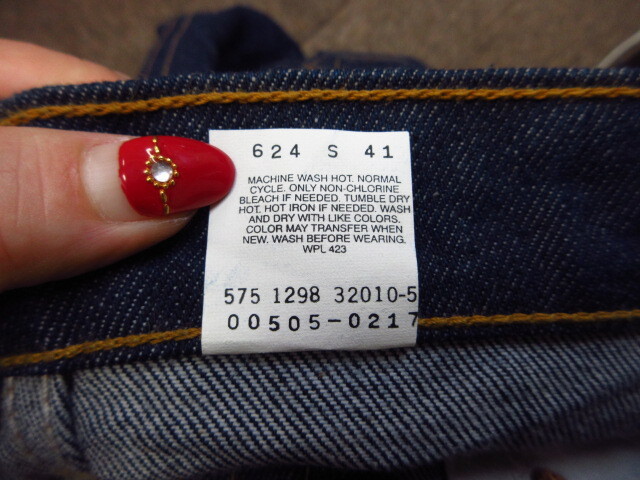 624 S 41
MACHINE WASH HOT. NORMAL
CYCLE. ONLY NON-CHLORINE
BLEACH IF NEEDED. TUMBLE DRY
HOT. HOT IRON IF NEEDED. WASH
AND DRY WITH LIKE COLORS.
COLOR MAY TRANSFER WHEN
NEW. WASH BEFORE WEARING.
WPL 423
575 1298 32010-5
00505-0217